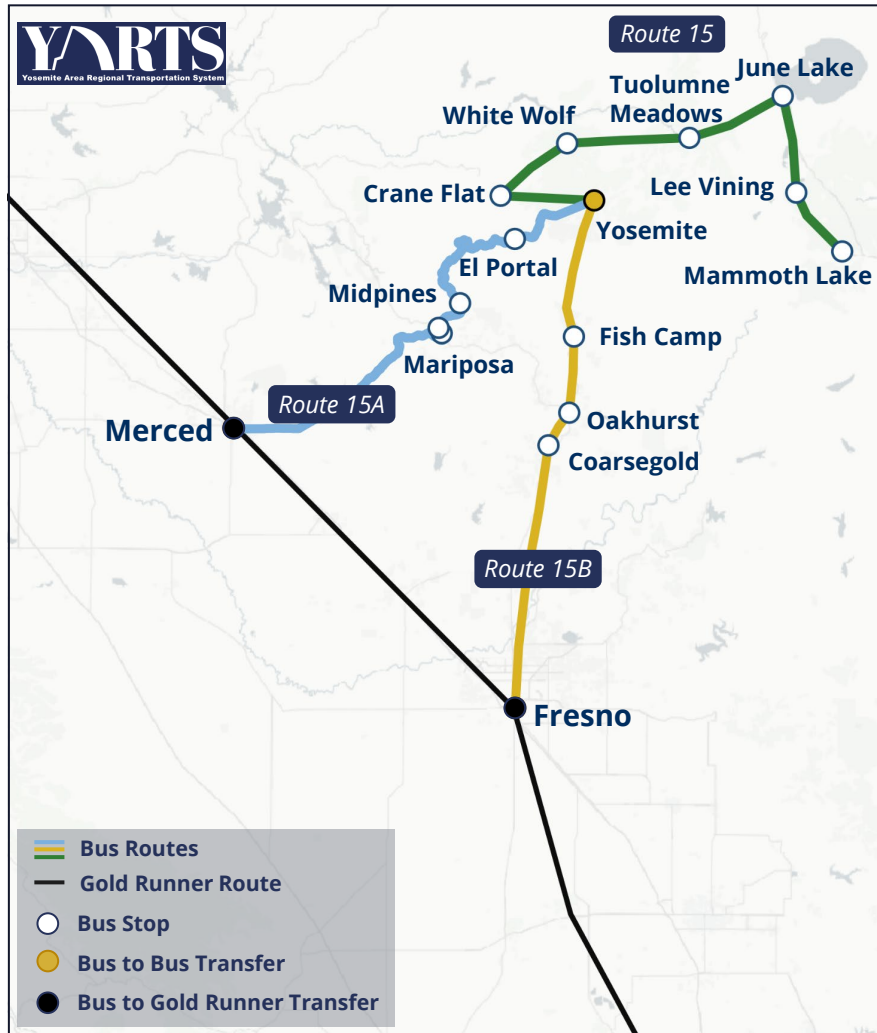 YARTS
Yosemite Area Regional Transportation System
Route 15
June Lake
Tuolumne
Meadows
White Wolf
Crane Flat
Lee Vining
Yosemite
El Portal
Mammoth Lake
Midpines
Fish Camp
Mariposa
Route 15A
Oakhurst
Merced
Coarsegold
Route 15B
Fresno
Bus Routes
Gold Runner Route
Bus Stop
Bus to Bus Transfer
Bus to Gold Runner Transfer